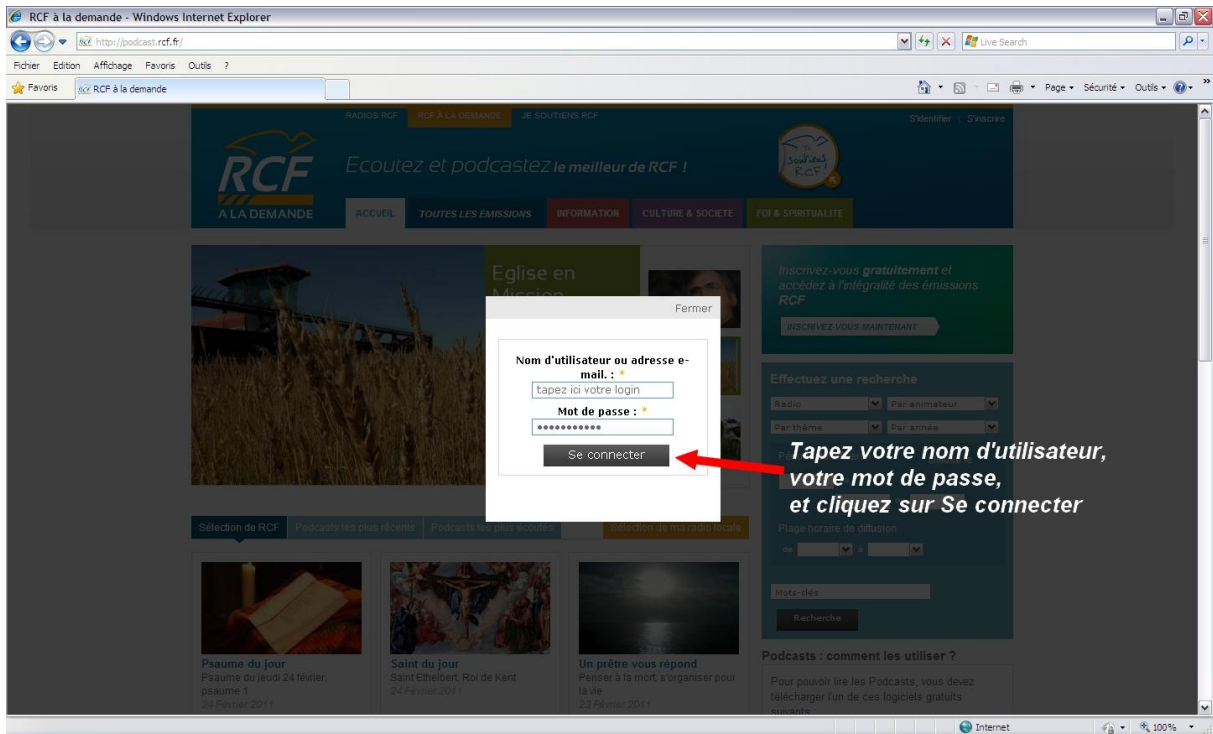 RCF à la demande - Windows Internet Explorer
http://podcast.rcf.fr/
Live Search
Fichier Edition Affichage Favoris Outils ?
Favoris
RCF à la demande
Page Sécurité Outils
RADIOS RCF RCF A LA DEMANDE JE SOUTIENS RCF
S'identifier | S'inscrire
RCF
A LA DEMANDE
Ecoutez et podcastez le meilleur de RCF !
Je soutiens RCF!
ACCUEIL TOUTES LES ÉMISSIONS INFORMATION CULTURE & SOCIETE FOI & SPIRITUALITE
Eglise en
Mission
Inscrivez-vous gratuitement et
accédez à l'intégralité des émissions
RCF
INSCRIVEZ-VOUS MAINTENANT
Fermer
Nom d'utilisateur ou adresse e-
mail. : *
tapez ici votre login
Mot de passe : *
Se connecter
Effectuez une recherche
Radio Par animateur
Par thème Par année
Tapez votre nom d'utilisateur,
votre mot de passe,
et cliquez sur Se connecter
Plage horaire de diffusion
de à
Mots-clés
Recherche
Sélection de RCF Podcasts les plus récents Podcasts les plus écoutés Sélection de ma radio locale
Psaume du jour
Psaume du jeudi 24 février,
psaume 1
24 Février 2011
Saint du jour
Saint Ethelbert, Roi de Kent
24 Février 2011
Un prêtre vous répond
Penser à la mort, s'organiser pour
la vie
23 Février 2011
Podcasts : comment les utiliser ?
Pour pouvoir lire les Podcasts, vous devez
télécharger l'un de ces logiciels gratuits
suivants :
Internet
100%